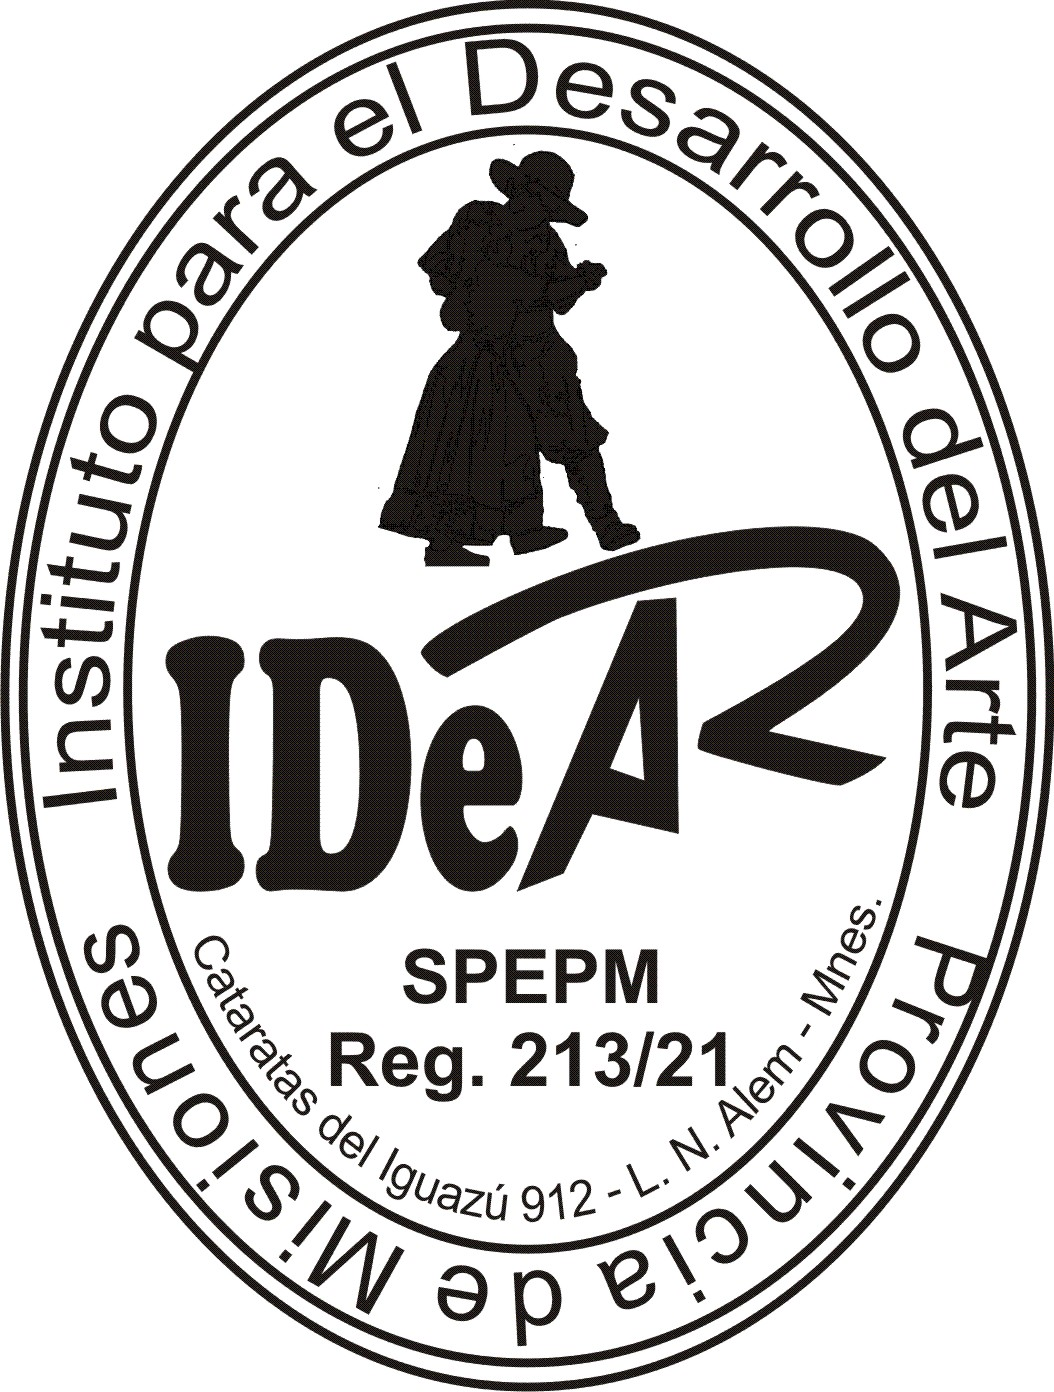 Instituto para el Desarrollo del Arte
Provincia de Misiones
IDeAR
SPEPM
Reg. 213/21
Cataratas del Iguazú 912 - L. N. Alem - Mnes.